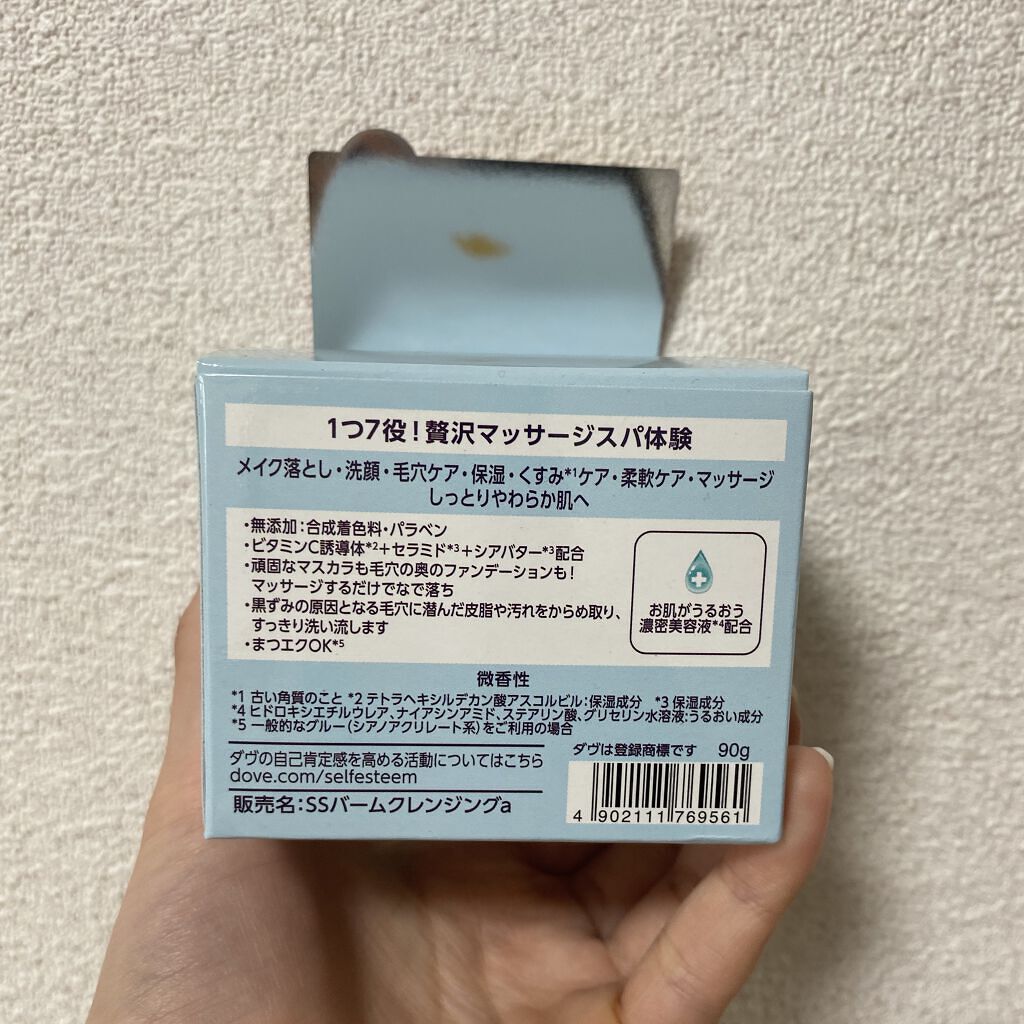 1つ7役！贅沢マッサージスパ体験
メイク落とし・洗顔・毛穴ケア・保湿・くすみ*1ケア・柔軟ケア・マッサージ
しっとりやわらか肌へ
・無添加：合成着色料・パラベン
・ビタミンC誘導体*2＋セラミド*3＋シアバター*3配合
・頑固なマスカラも毛穴の奥のファンデーションも！
マッサージするだけでなで落ち
・黒ずみの原因となる毛穴に潜んだ皮脂や汚れをからめ取り、
すっきり洗い流します
・まつエクOK*5
お肌がうるおう
濃密美容液*4配合
微香性
*1 古い角質のこと *2 テトラヘキシルデカン酸アスコルビル：保湿成分 *3 保湿成分
*4 ヒドロキシエチルウレア、ナイアシンアミド、ステアリン酸、グリセリン水溶液：うるおい成分
*5 一般的なグルー（シアノアクリレート系）をご利用の場合
ダヴの自己肯定感を高める活動についてはこちら
dove.com/selfesteem
販売名：SSバームクレンジングa
ダヴは登録商標です 90g
4 902111 769561